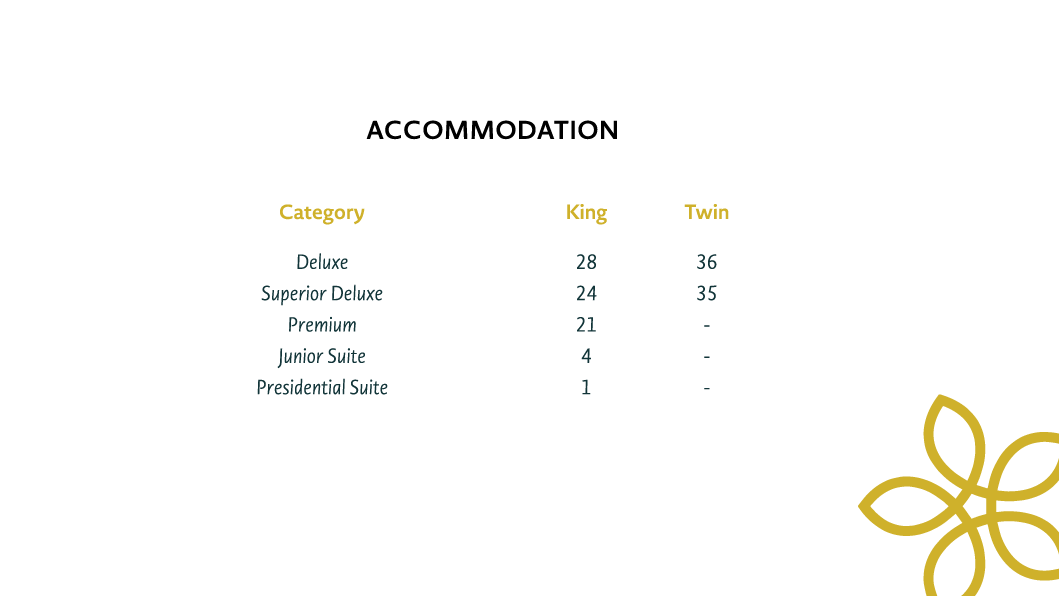 ACCOMMODATION
Category King Twin
Deluxe 28 36
Superior Deluxe 24 35
Premium 21 -
Junior Suite 4 -
Presidential Suite 1 -